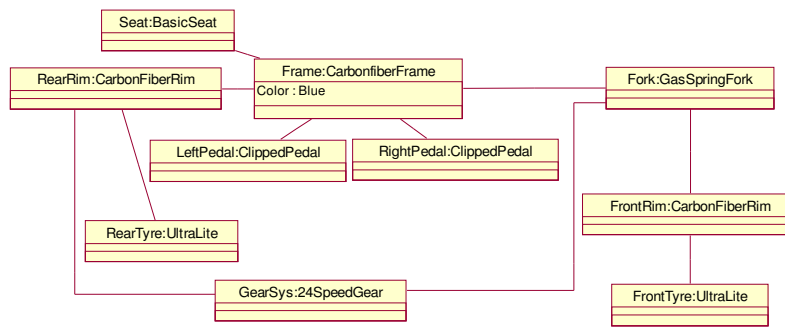 Seat:BasicSeat
RearRim:CarbonFiberRim
Frame:CarbonfiberFrame
Color : Blue
Fork:GasSpringFork
LeftPedal:ClippedPedal
RightPedal:ClippedPedal
FrontRim:CarbonFiberRim
RearTyre:UltraLite
GearSys:24SpeedGear
FrontTyre:UltraLite